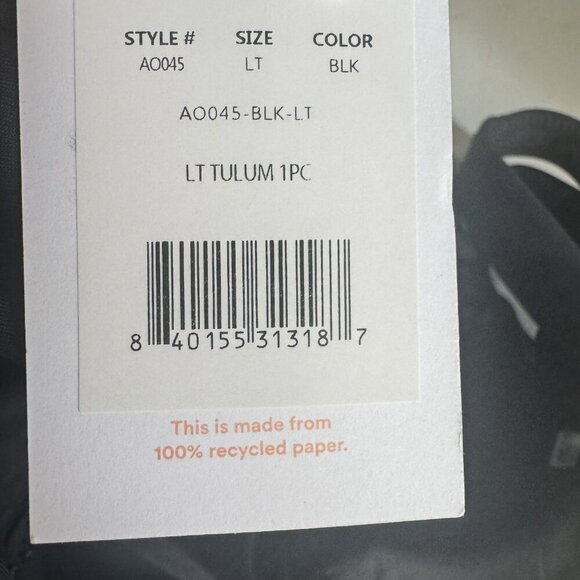 STYLE # SIZE COLOR
AO045 LT BLK
AO045-BLK-LT
LT TULUM 1PC
8 40155 31318 7
This is made from
100% recycled paper.